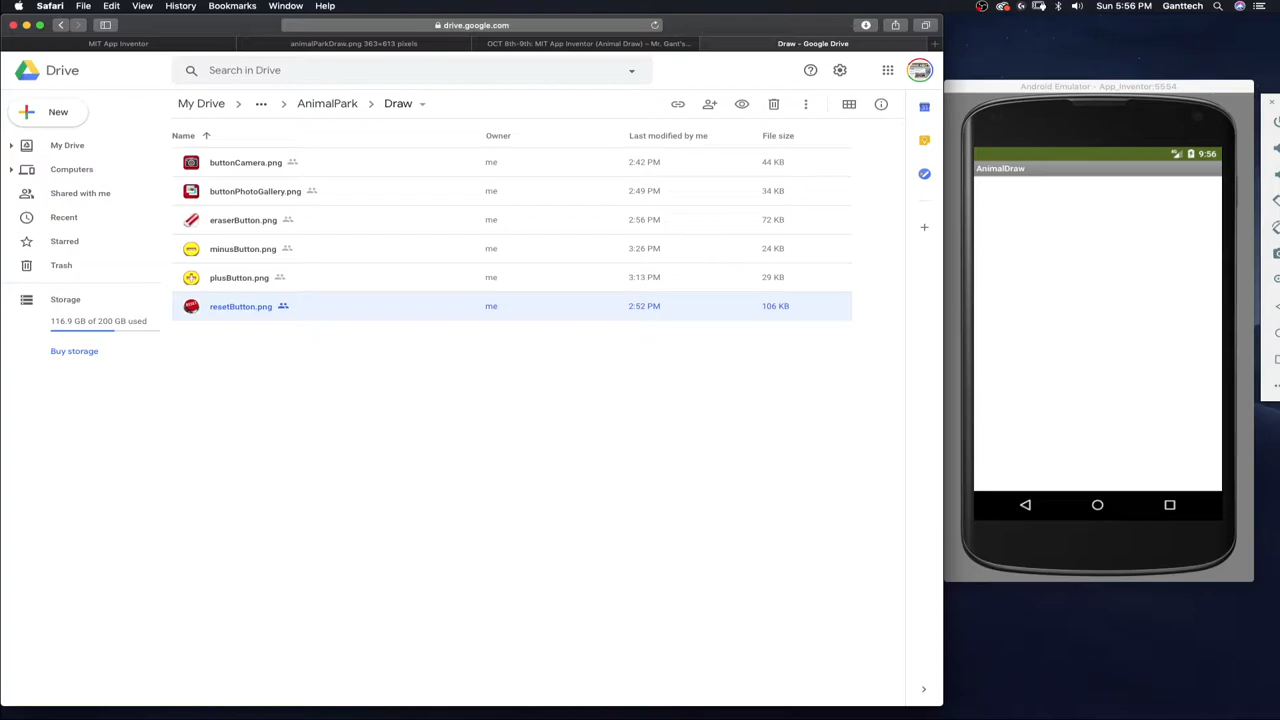 Safari File Edit View History Bookmarks Window Help Sun 5:56 PM Ganttech
drive.google.com
MIT App Inventor
animalParkDraw.png 363×613 pixels
OCT 8th-9th: MIT App Inventor (Animal Draw) – Mr. Gant's...
Draw - Google Drive
Drive
Search in Drive
New
My Drive
Computers
Shared with me
Recent
Starred
Trash
Storage
116.9 GB of 200 GB used
Buy storage
My Drive > ... > AnimalPark > Draw
Name Owner Last modified by me File size
buttonCamera.png me 2:42 PM 44 KB
buttonPhotoGallery.png me 2:49 PM 34 KB
eraserButton.png me 2:56 PM 72 KB
minusButton.png me 3:26 PM 24 KB
plusButton.png me 3:13 PM 29 KB
resetButton.png me 2:52 PM 106 KB
Android Emulator - App_Inventor:5554
9:56
AnimalDraw